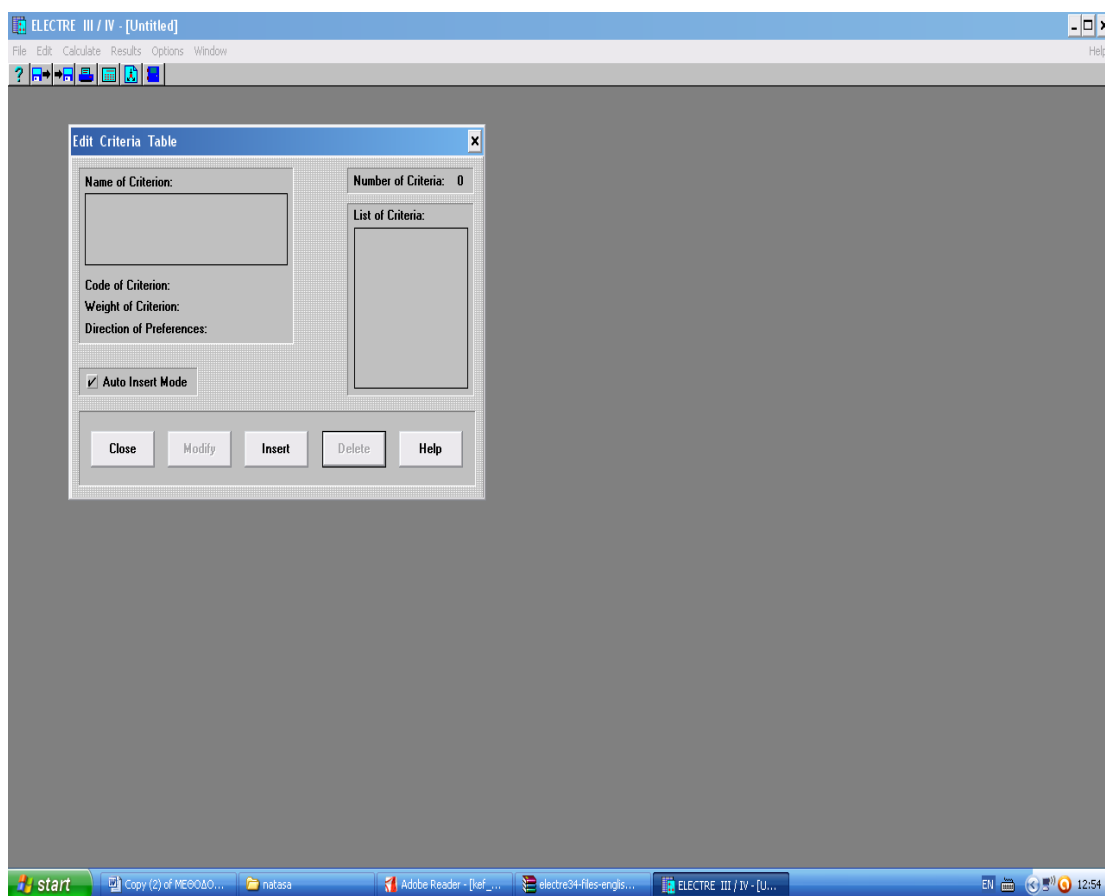 ELECTRE III / IV - [Untitled]
File Edit Calculate Results Options Window Help
?
Edit Criteria Table
Name of Criterion:
Number of Criteria: 0
List of Criteria:
Code of Criterion:
Weight of Criterion:
Direction of Preferences:
Auto Insert Mode
Close Modify Insert Delete Help
start Copy (2) of ΜΕΘΟΔΟ... natasa Adobe Reader - [kef_... electre34-files-englis... ELECTRE III / IV - [U... EN 12:54